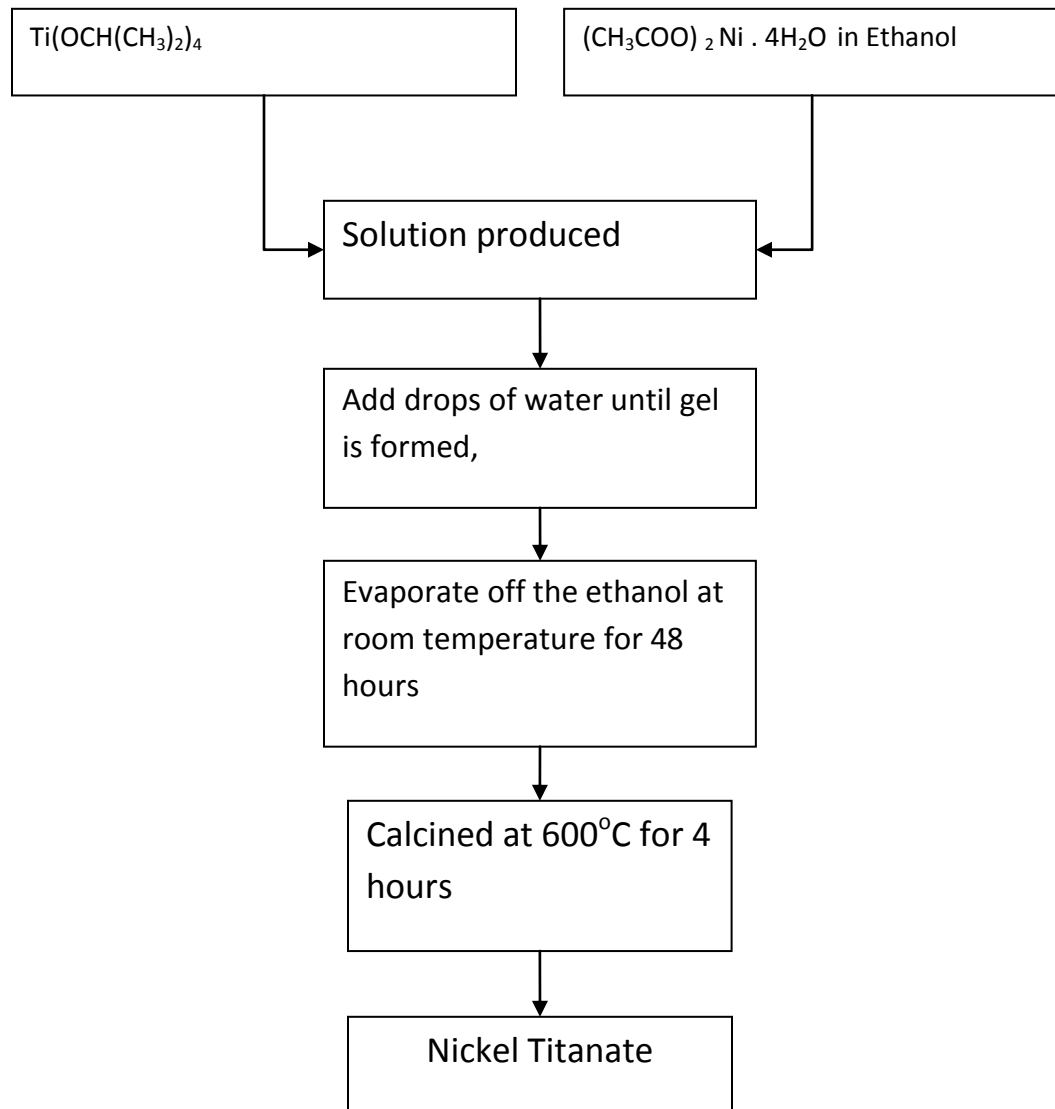 Ti(OCH(CH₃)₂)₄
(CH₃COO) ₂ Ni . 4H₂O in Ethanol
Solution produced
Add drops of water until gel
is formed,
Evaporate off the ethanol at
room temperature for 48
hours
Calcined at 600°C for 4
hours
Nickel Titanate